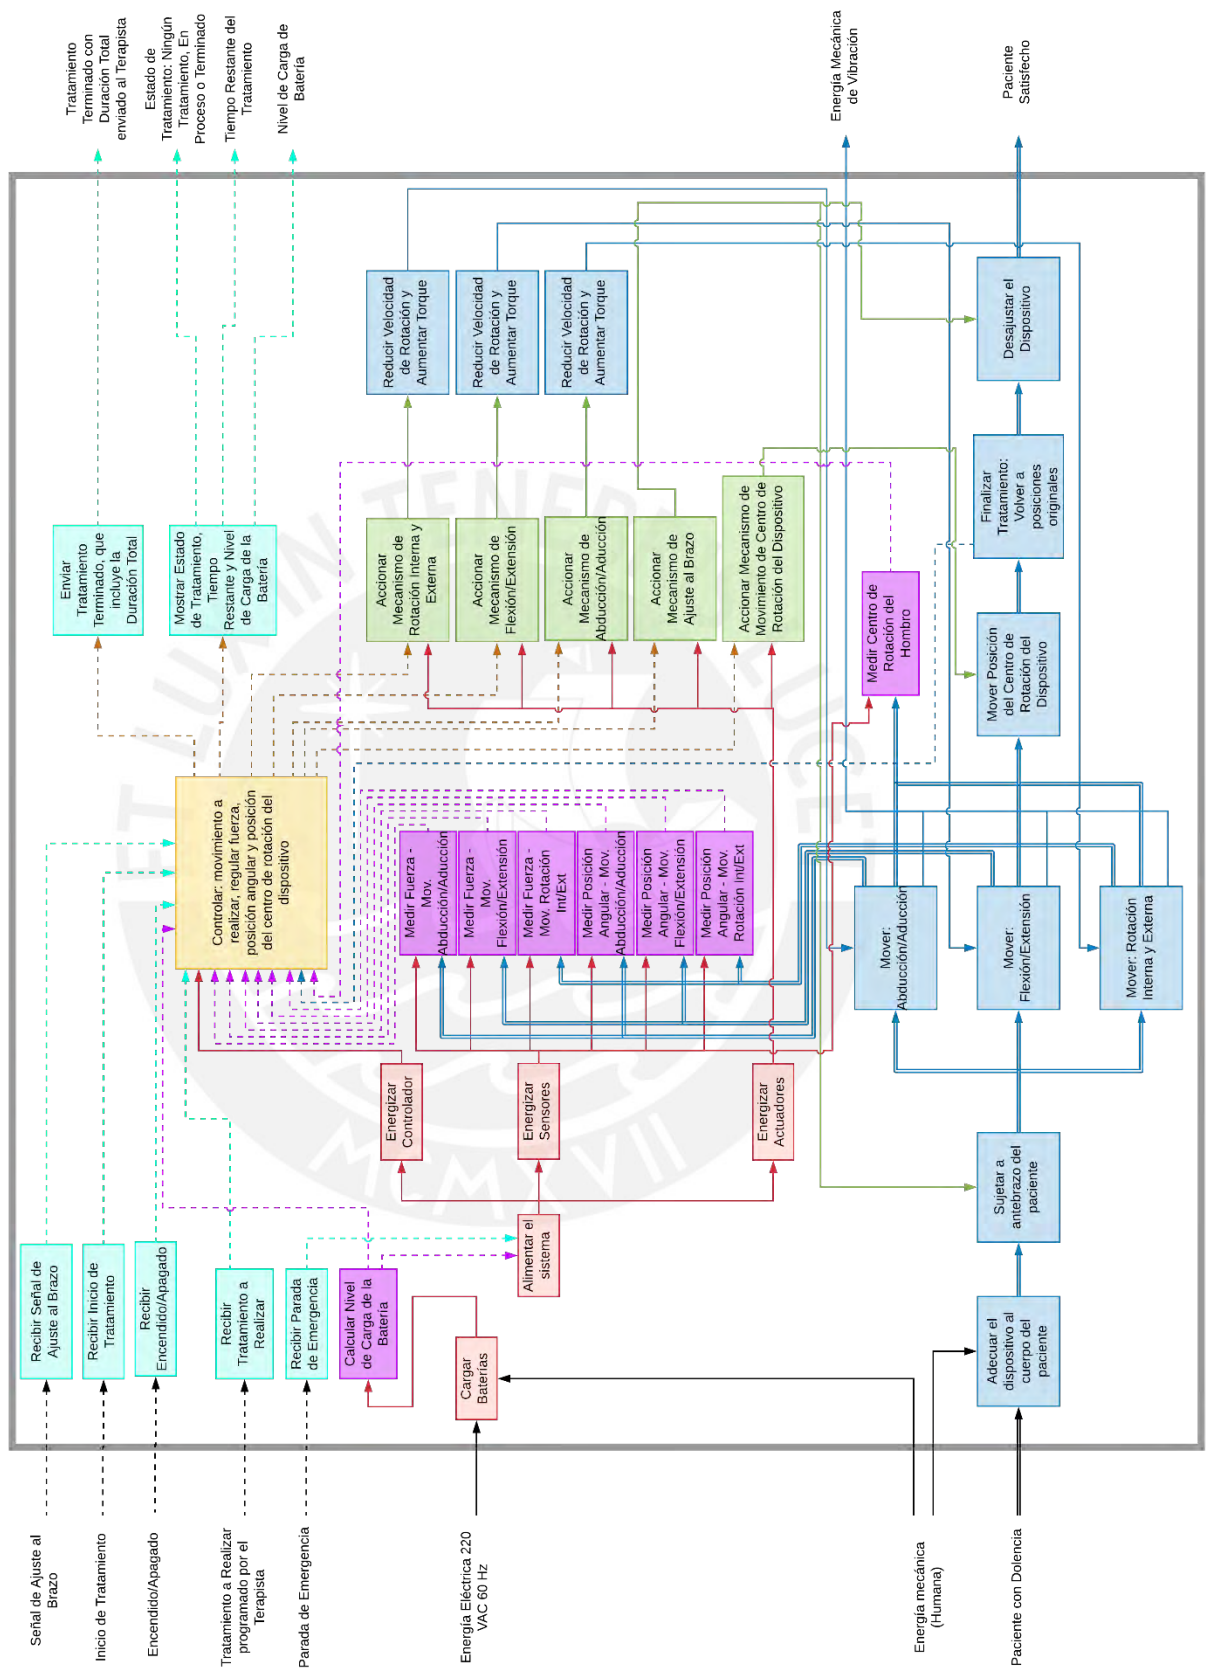 Señal de Ajuste al
Brazo
Inicio de Tratamiento
Encendido/Apagado
Tratamiento a Realizar
programado por el
Terapista
Parada de Emergencia
Energía Eléctrica 220
VAC 60 Hz
Energía mecánica
(Humana)
Paciente con Dolencia
Recibir Señal de
Ajuste al Brazo
Recibir Inicio de
Tratamiento
Recibir
Encendido/Apagado
Recibir
Tratamiento a
Realizar
Recibir Parada
de Emergencia
Calcular Nivel
de Carga de la
Batería
Cargar
Baterías
Adecuar el
dispositivo al
cuerpo del
paciente
Alimentar el
sistema
Sujetar a
antebrazo del
paciente
Energizar
Controlador
Energizar
Sensores
Energizar
Actuadores
Controlar: movimiento a
realizar, regular fuerza,
posición angular y posición
del centro de rotación del
dispositivo
Medir Fuerza -
Mov.
Abducción/Aducción
Medir Fuerza -
Mov.
Flexión/Extensión
Medir Fuerza -
Mov. Rotación
Int/Ext
Medir Posición
Angular - Mov.
Abducción/Aducción
Medir Posición
Angular - Mov.
Flexión/Extensión
Medir Posición
Angular - Mov.
Rotación Int/Ext
Mover:
Abducción/Aducción
Mover:
Flexión/Extensión
Mover: Rotación
Interna y Externa
Enviar
Tratamiento
Terminado, que
incluye la
Duración Total
Mostrar Estado
de Tratamiento,
Tiempo
Restante y Nivel
de Carga de la
Batería
Accionar
Mecanismo de
Rotación Interna y
Externa
Accionar
Mecanismo de
Flexión/Extensión
Accionar
Mecanismo de
Abducción/Aducción
Accionar
Mecanismo de
Ajuste al Brazo
Accionar Mecanismo de
Movimiento de Centro de
Rotación del Dispositivo
Medir Centro de
Rotación del
Hombro
Mover Posición
del Centro de
Rotación del
Dispositivo
Finalizar
Tratamiento:
Volver a
posiciones
originales
Reducir Velocidad
de Rotación y
Aumentar Torque
Reducir Velocidad
de Rotación y
Aumentar Torque
Reducir Velocidad
de Rotación y
Aumentar Torque
Desajustar el
Dispositivo
Tratamiento
Terminado con
Duración Total
enviado al Terapista
Estado de
Tratamiento: Ningún
Tratamiento, En
Proceso o Terminado
Tiempo Restante del
Tratamiento
Nivel de Carga de
Batería
Energía Mecánica
de Vibración
Paciente
Satisfecho
MCMXVII